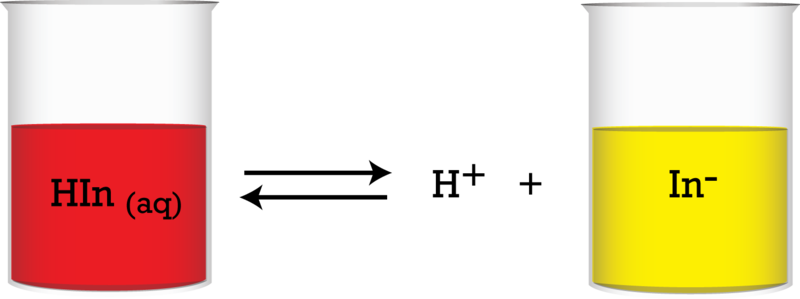 HIn (aq) ⇌ H⁺ + In⁻